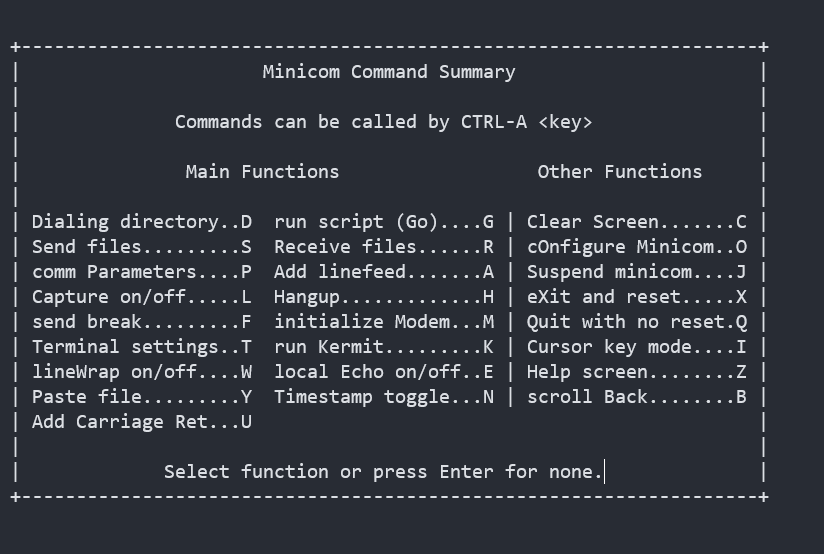 +-------------------------------------------------------------------+
| Minicom Command Summary |
| |
| Commands can be called by CTRL-A <key> |
| |
| Main Functions Other Functions |
| |
| Dialing directory..D run script (Go)....G | Clear Screen.......C |
| Send files.........S Receive files......R | cOnfigure Minicom..O |
| comm Parameters....P Add linefeed.......A | Suspend minicom....J |
| Capture on/off.....L Hangup.............H | eXit and reset.....X |
| send break.........F initialize Modem...M | Quit with no reset.Q |
| Terminal settings..T run Kermit.........K | Cursor key mode....I |
| lineWrap on/off....W local Echo on/off..E | Help screen........Z |
| Paste file.........Y Timestamp toggle...N | scroll Back........B |
| Add Carriage Ret...U |
| |
| Select function or press Enter for none. |
+-------------------------------------------------------------------+